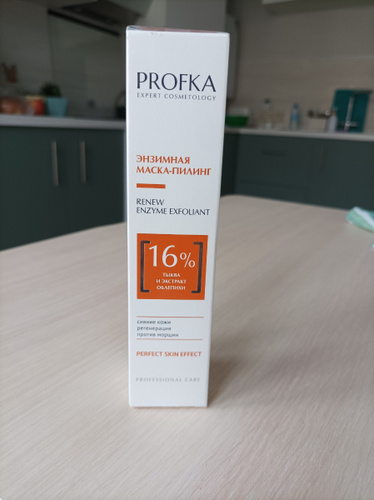 PROFKA
EXPERT COSMETOLOGY
ЭНЗИМНАЯ
МАСКА-ПИЛИНГ
RENEW
ENZYME EXFOLIANT
16%
ТЫКВА
И ЭКСТРАКТ
ОБЛЕПИХИ
сияние кожи
регенерация
против морщин
PERFECT SKIN EFFECT
PROFESSIONAL CARE